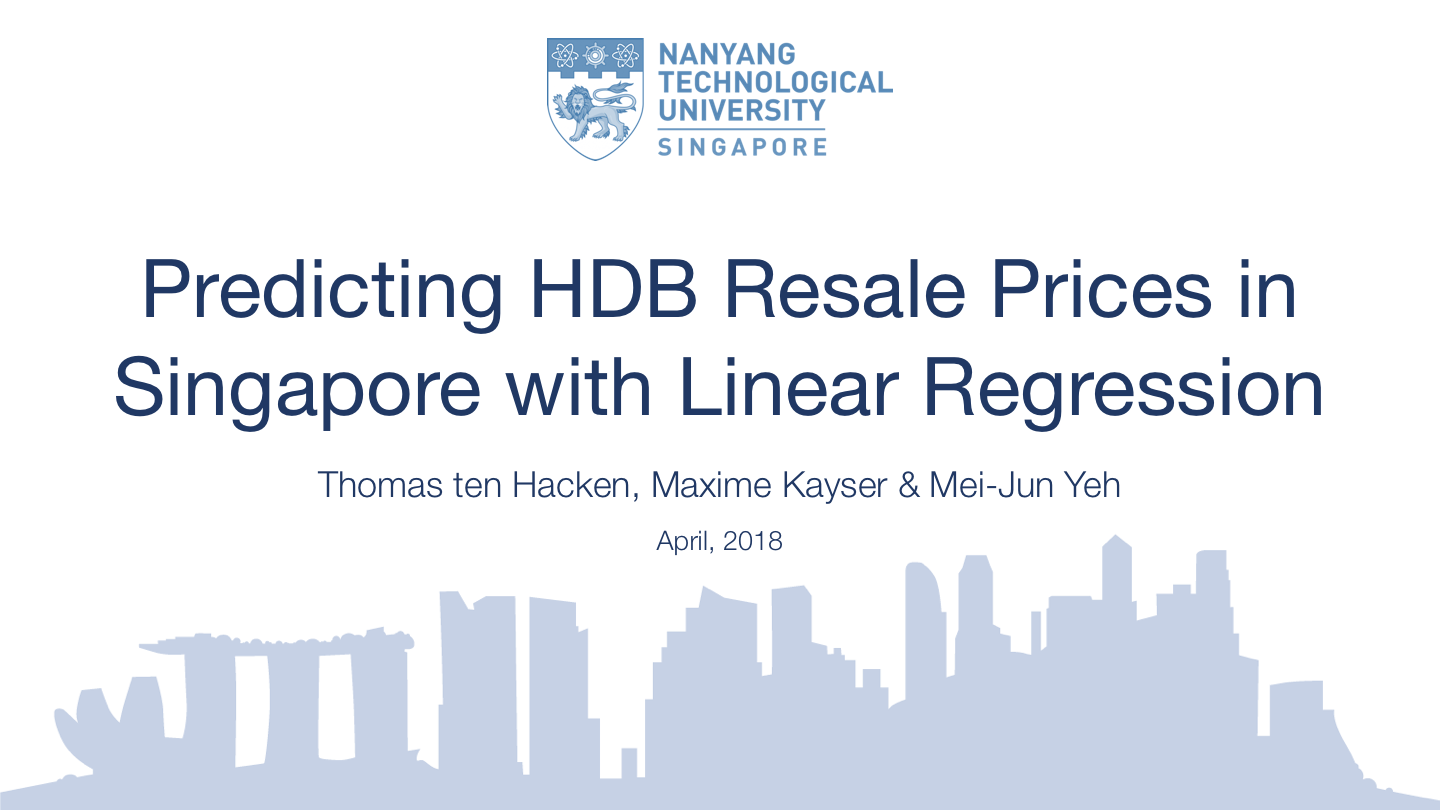 NANYANG
TECHNOLOGICAL
UNIVERSITY
SINGAPORE
Predicting HDB Resale Prices in
Singapore with Linear Regression
Thomas ten Hacken, Maxime Kayser & Mei-Jun Yeh
April, 2018